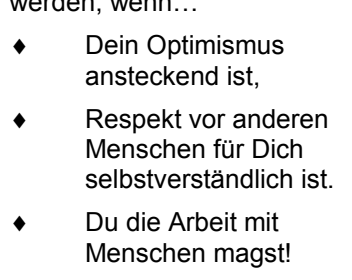 werden, wenn…
♦ Dein Optimismus
ansteckend ist,
♦ Respekt vor anderen
Menschen für Dich
selbstverständlich ist.
♦ Du die Arbeit mit
Menschen magst!